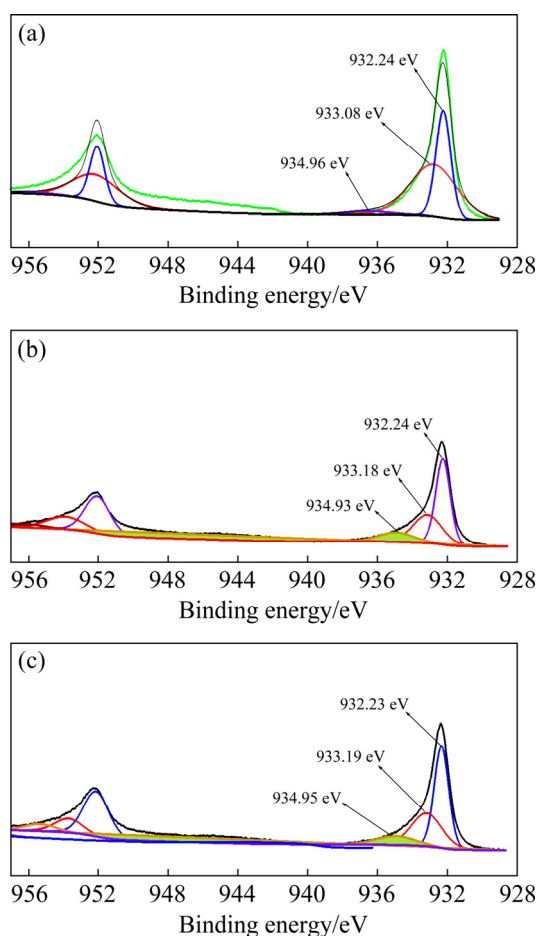 (a)
932.24 eV
933.08 eV
934.96 eV
956 952 948 944 940 936 932 928
Binding energy/eV
(b)
932.24 eV
933.18 eV
934.93 eV
956 952 948 944 940 936 932 928
Binding energy/eV
(c)
932.23 eV
933.19 eV
934.95 eV
956 952 948 944 940 936 932 928
Binding energy/eV